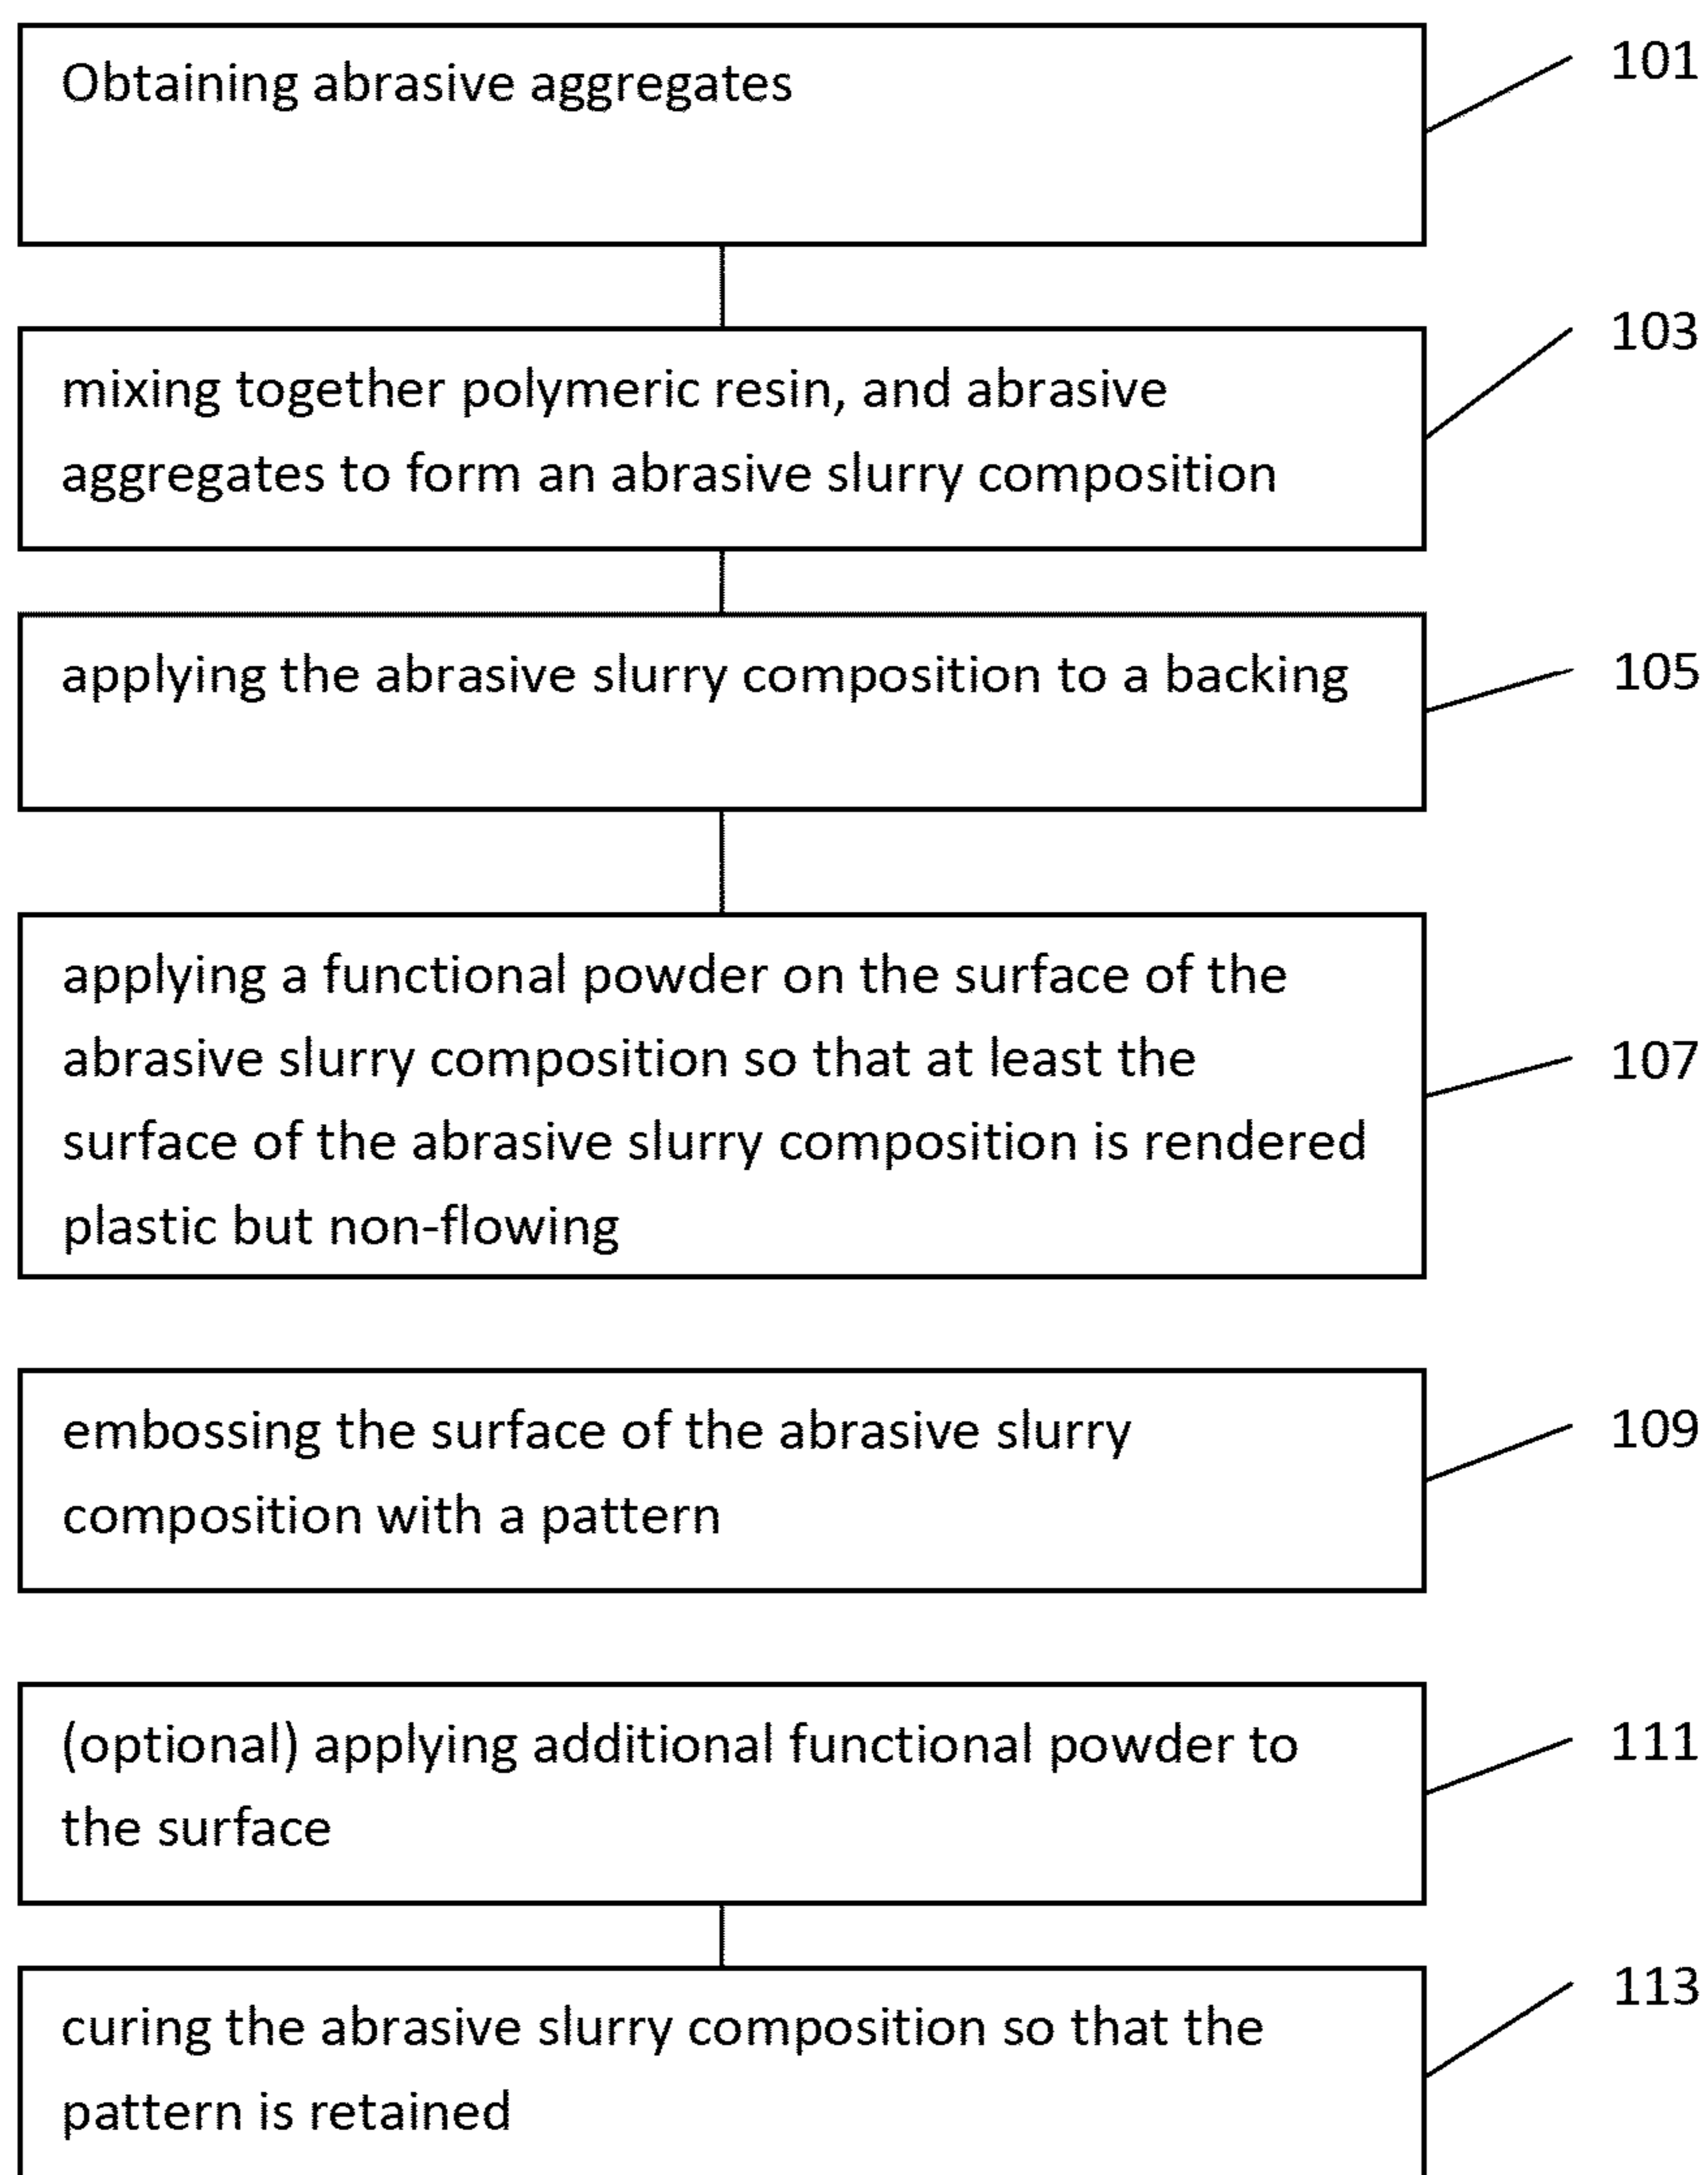 Obtaining abrasive aggregates
101
mixing together polymeric resin, and abrasive
aggregates to form an abrasive slurry composition
103
applying the abrasive slurry composition to a backing
105
applying a functional powder on the surface of the
abrasive slurry composition so that at least the
surface of the abrasive slurry composition is rendered
plastic but non-flowing
107
embossing the surface of the abrasive slurry
composition with a pattern
109
(optional) applying additional functional powder to
the surface
111
curing the abrasive slurry composition so that the
pattern is retained
113